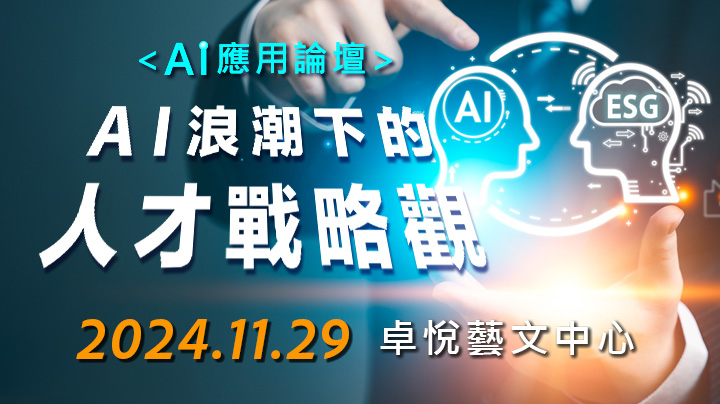 <Ai應用論壇>
AI浪潮下的
人才戰略觀
AI
ESG
2024.11.29 卓悅藝文中心